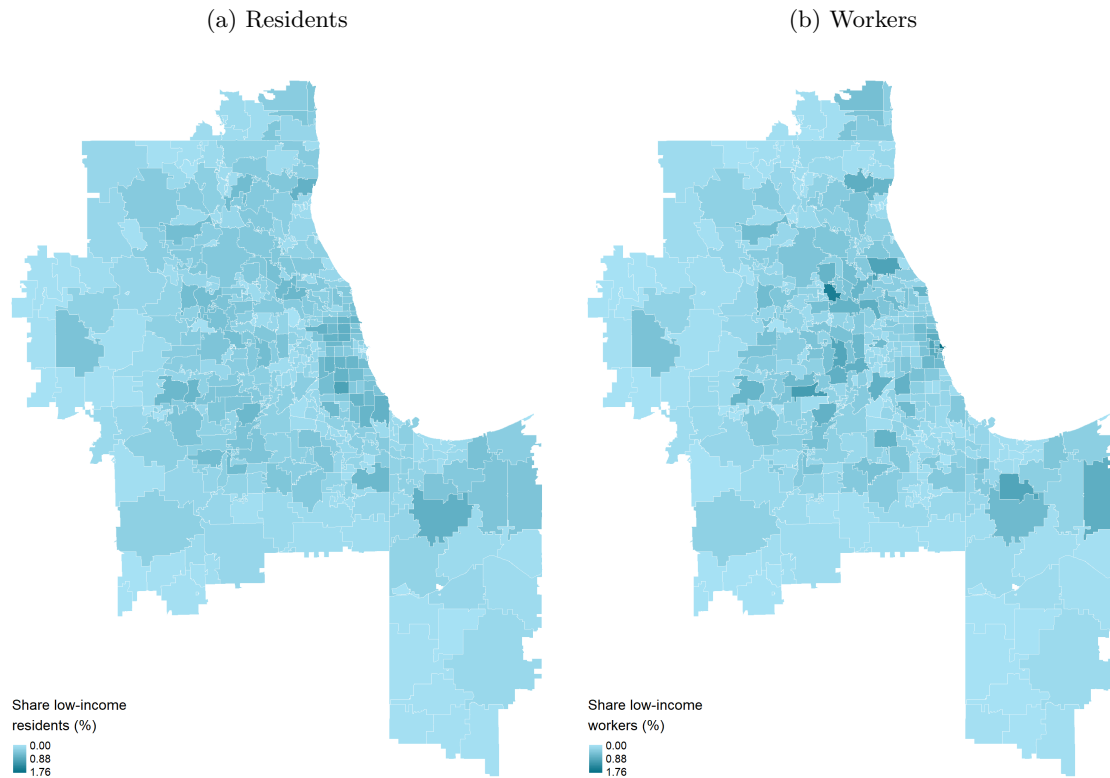 (a) Residents
(b) Workers
Share low-income
residents (%)
0.00
0.88
1.76
Share low-income
workers (%)
0.00
0.88
1.76